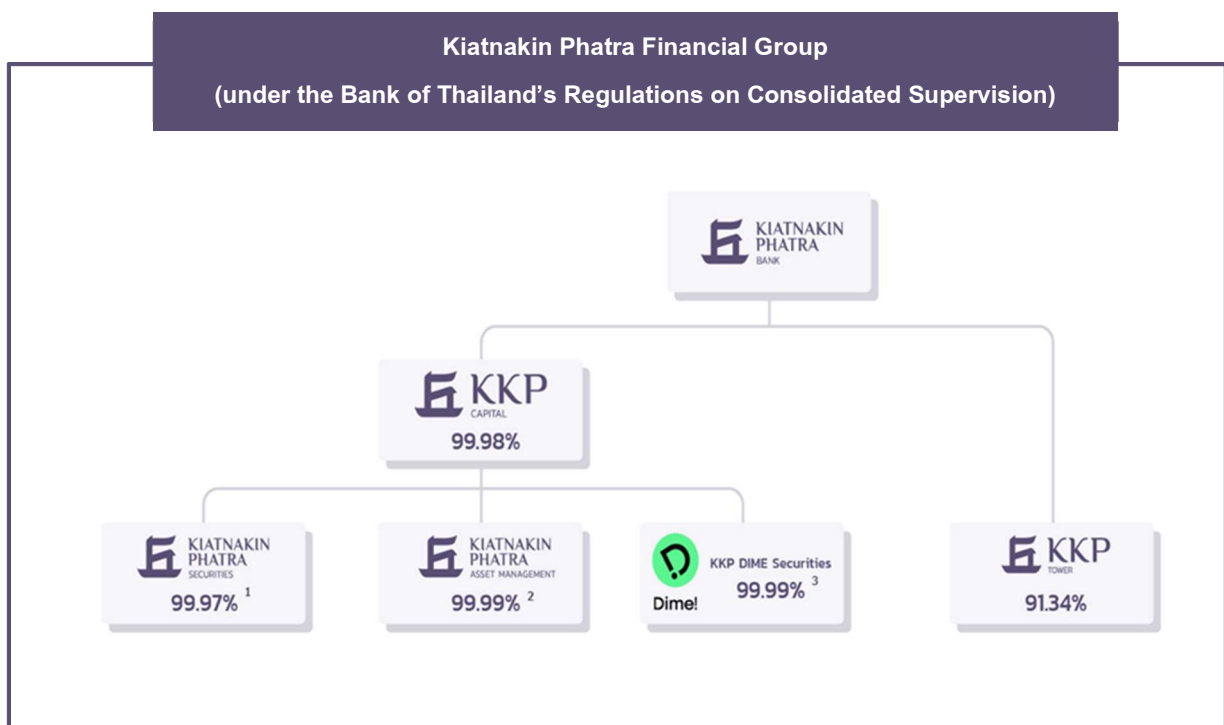 Kiatnakin Phatra Financial Group
(under the Bank of Thailand’s Regulations on Consolidated Supervision)
KIATNAKIN
PHATRA
BANK
KKP
CAPITAL
99.98%
KIATNAKIN
PHATRA
SECURITIES
99.97% 1
KIATNAKIN
PHATRA
ASSET MANAGEMENT
99.99% 2
Dime!
KKP DIME Securities
99.99% 3
KKP
TOWER
91.34%